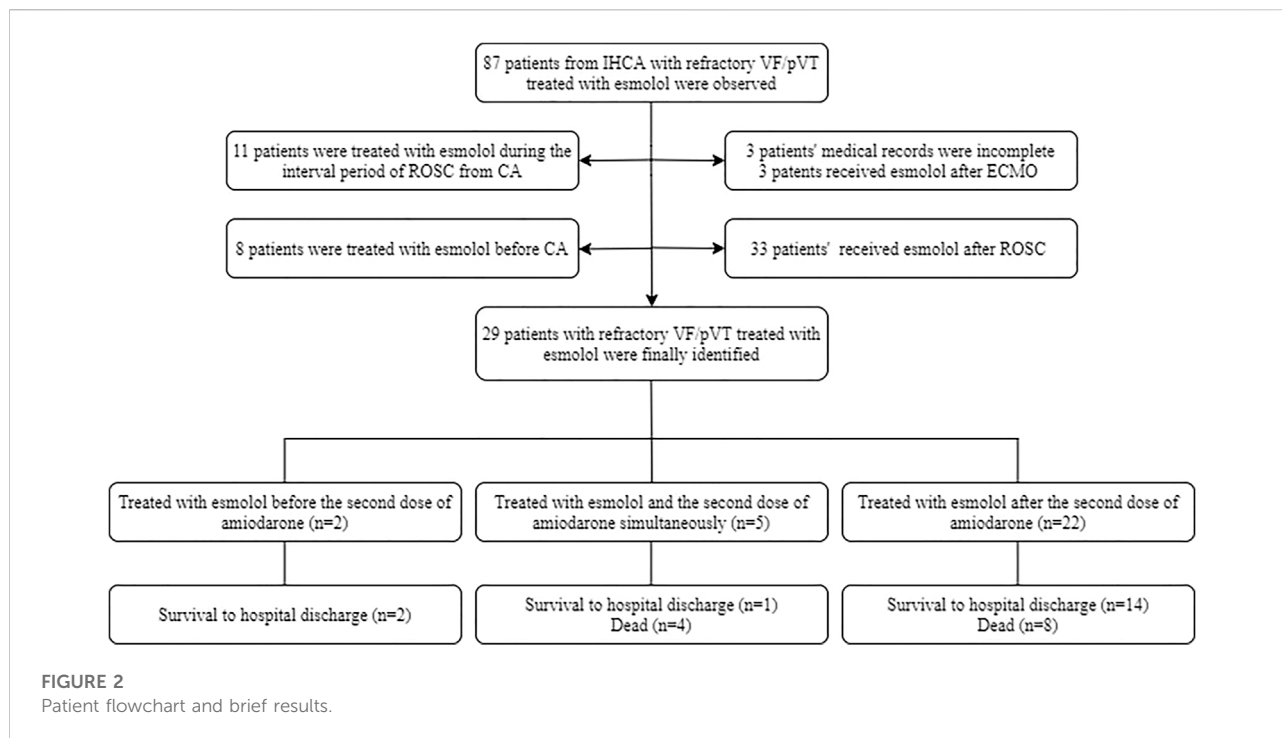 87 patients from IHCA with refractory VF/pVT
treated with esmolol were observed
11 patients were treated with esmolol during the
interval period of ROSC from CA
3 patients' medical records were incomplete
3 patents received esmolol after ECMO
8 patients were treated with esmolol before CA
33 patients' received esmolol after ROSC
29 patients with refractory VF/pVT treated with
esmolol were finally identified
Treated with esmolol before the second dose of
amiodarone (n=2)
Treated with esmolol and the second dose of
amiodarone simultaneously (n=5)
Treated with esmolol after the second dose of
amiodarone (n=22)
Survival to hospital discharge (n=2)
Survival to hospital discharge (n=1)
Dead (n=4)
Survival to hospital discharge (n=14)
Dead (n=8)
FIGURE 2
Patient flowchart and brief results.